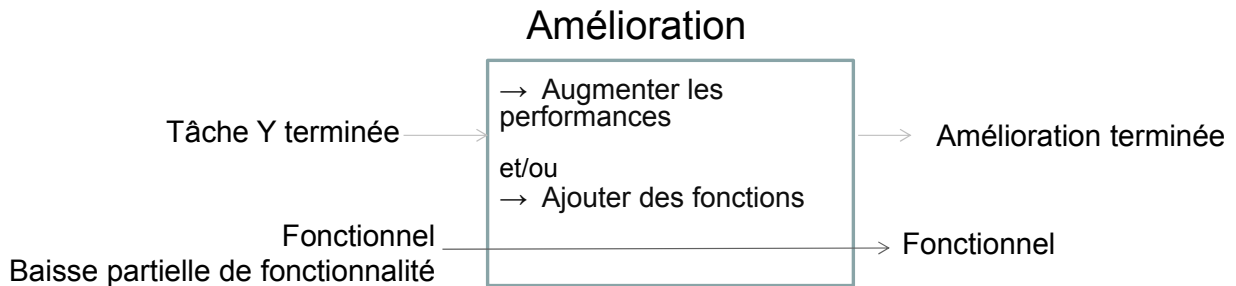 Amélioration
→ Augmenter les
performances
Tâche Y terminée
Amélioration terminée
et/ou
→ Ajouter des fonctions
Fonctionnel
Fonctionnel
Baisse partielle de fonctionnalité